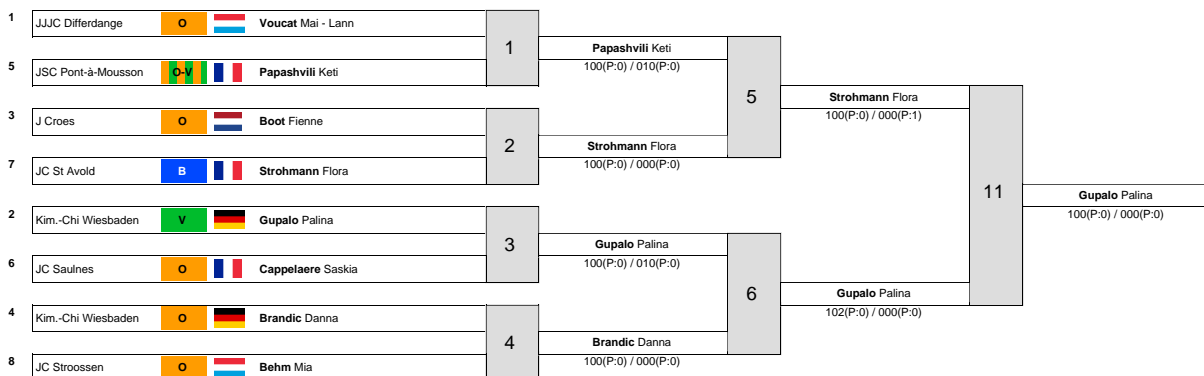 1 JJJC Differdange O Voucat Mai - Lann
1
Papashvili Keti
100(P:0) / 010(P:0)
5 JSC Pont-à-Mousson O-V Papashvili Keti
5
Strohmann Flora
100(P:0) / 000(P:1)
3 J Croes O Boot Fienne
2
Strohmann Flora
100(P:0) / 000(P:0)
7 JC St Avold B Strohmann Flora
11
Gupalo Palina
100(P:0) / 000(P:0)
2 Kim.-Chi Wiesbaden V Gupalo Palina
3
Gupalo Palina
100(P:0) / 010(P:0)
6 JC Saulnes O Cappelaere Saskia
6
Gupalo Palina
102(P:0) / 000(P:0)
4 Kim.-Chi Wiesbaden O Brandic Danna
4
Brandic Danna
100(P:0) / 000(P:0)
8 JC Stroossen O Behm Mia